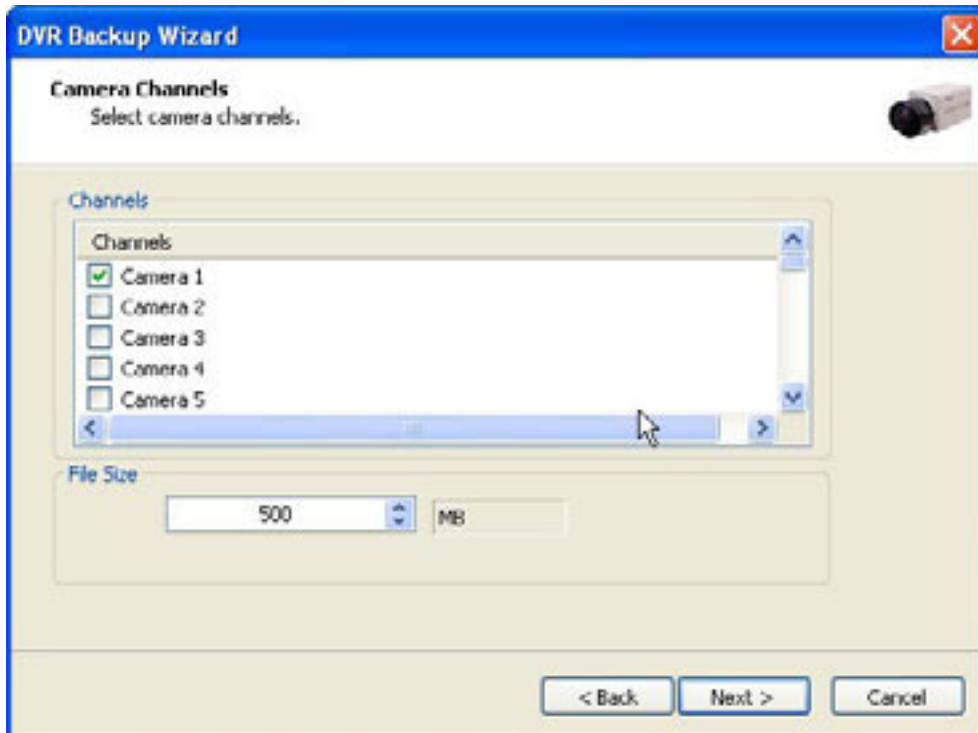 DVR Backup Wizard
Camera Channels
Select camera channels.
Channels
Channels
Camera 1
Camera 2
Camera 3
Camera 4
Camera 5
File Size
500 MB
< Back Next > Cancel